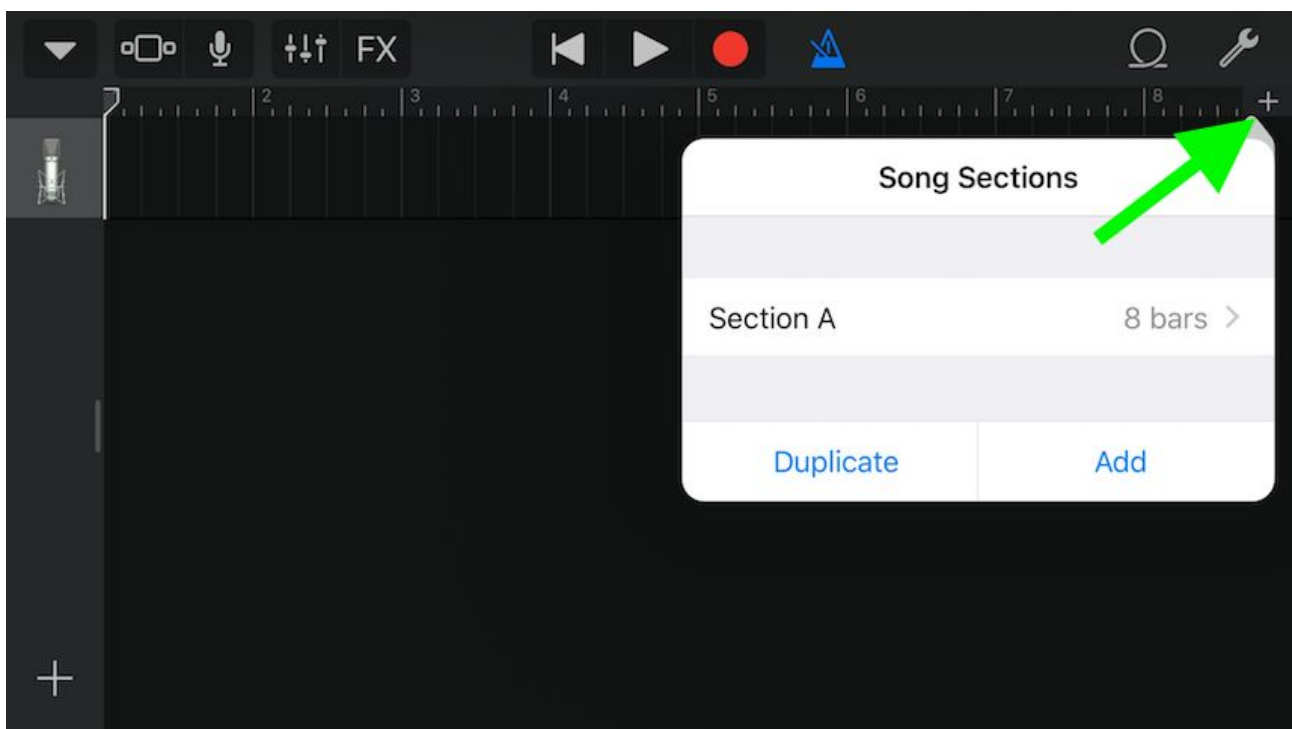 FX
2 3 4 5 6 7 8
Song Sections
Section A 8 bars
Duplicate Add